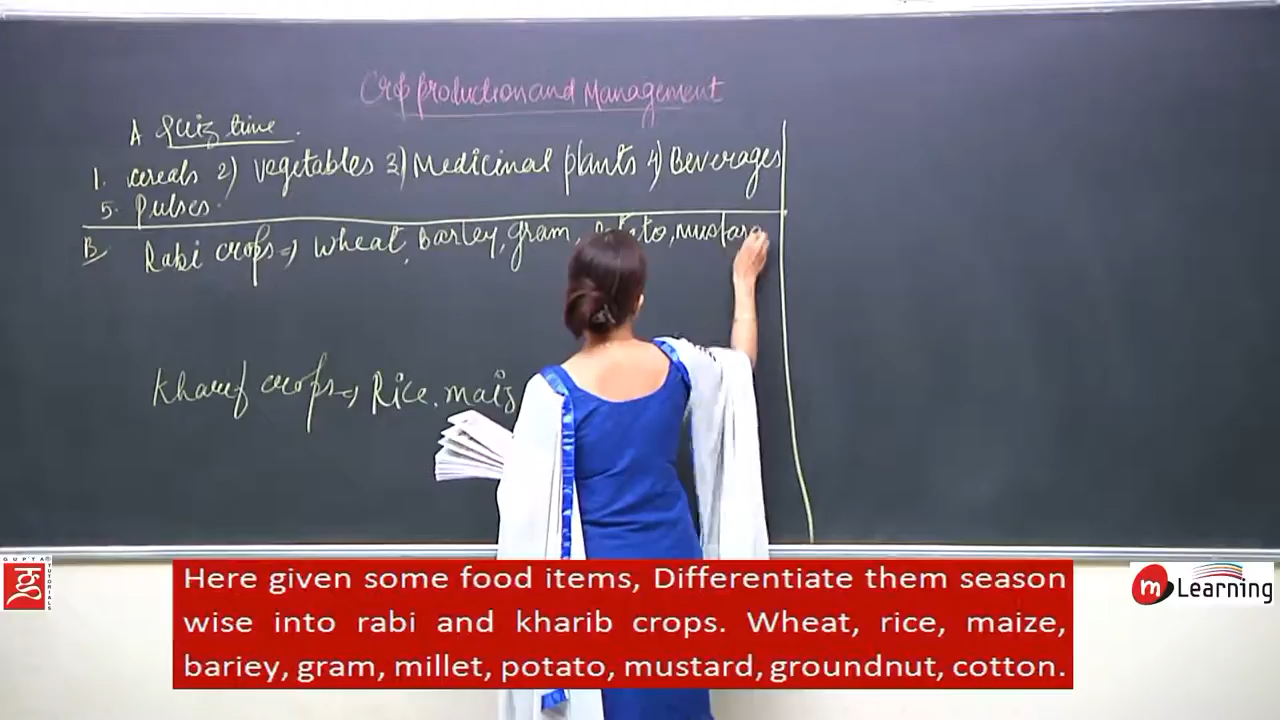 Crop production and Management
A Quiz time.
1. cereals 2) vegetables 3) Medicinal plants 4) Beverages
5. Pulses.
B Rabi crops => wheat, Barley, gram, mustard
Kharif crops => Rice. maiz
GUPTA
TUTORIALS
m Learning
Here given some food items, Differentiate them season
wise into rabi and kharib crops. Wheat, rice, maize,
bariey, gram, millet, potato, mustard, groundnut, cotton.